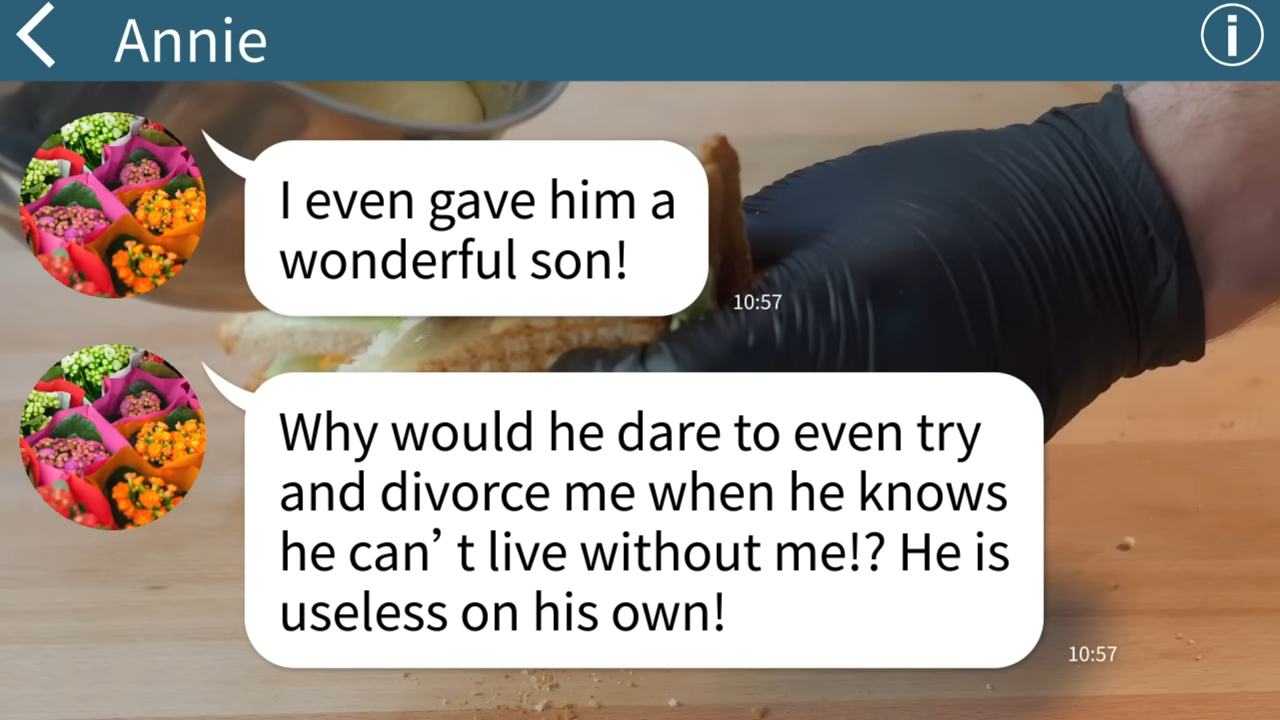 Annie
I even gave him a
wonderful son!
10:57
Why would he dare to even try
and divorce me when he knows
he can’ t live without me!? He is
useless on his own!
10:57